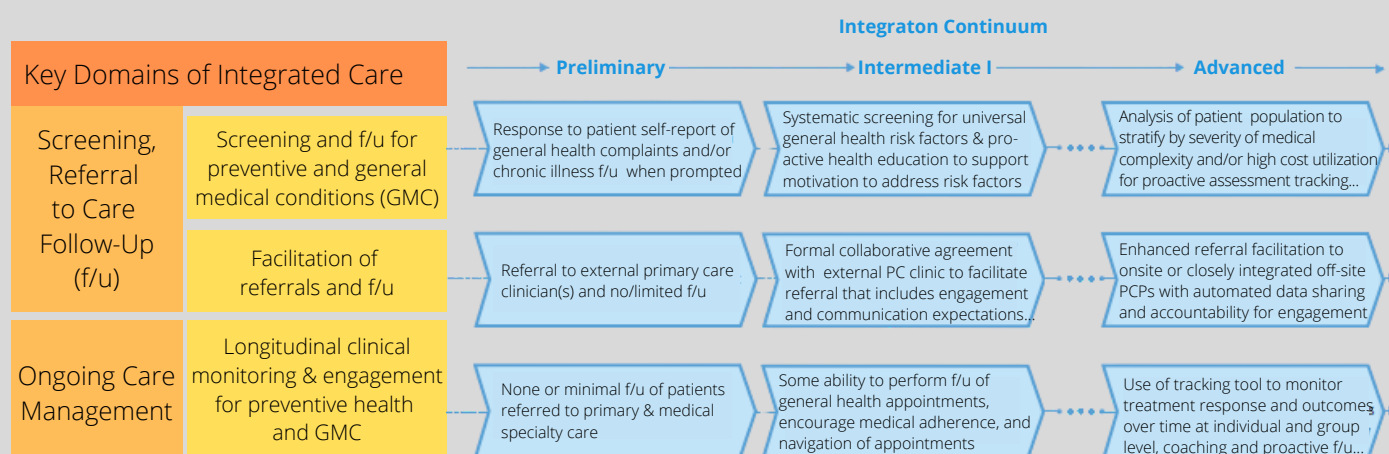 Integraton Continuum
Key Domains of Integrated Care
Preliminary
Intermediate I
Advanced
Screening,
Referral
to Care
Follow-Up
(f/u)
Screening and f/u for
preventive and general
medical conditions (GMC)
Response to patient self-report of
general health complaints and/or
chronic illness f/u when prompted
Systematic screening for universal
general health risk factors & pro-
active health education to support
motivation to address risk factors
Analysis of patient population to
stratify by severity of medical
complexity and/or high cost utilization
for proactive assessment tracking...
Facilitation of
referrals and f/u
Referral to external primary care
clinician(s) and no/limited f/u
Formal collaborative agreement
with external PC clinic to facilitate
referral that includes engagement
and communication expectations...
Enhanced referral facilitation to
onsite or closely integrated off-site
PCPs with automated data sharing
and accountability for engagement
Ongoing Care
Management
Longitudinal clinical
monitoring & engagement
for preventive health
and GMC
None or minimal f/u of patients
referred to primary & medical
specialty care
Some ability to perform f/u of
general health appointments,
encourage medical adherence, and
navigation of appointments
Use of tracking tool to monitor
treatment response and outcomes
over time at individual and group
level, coaching and proactive f/u...